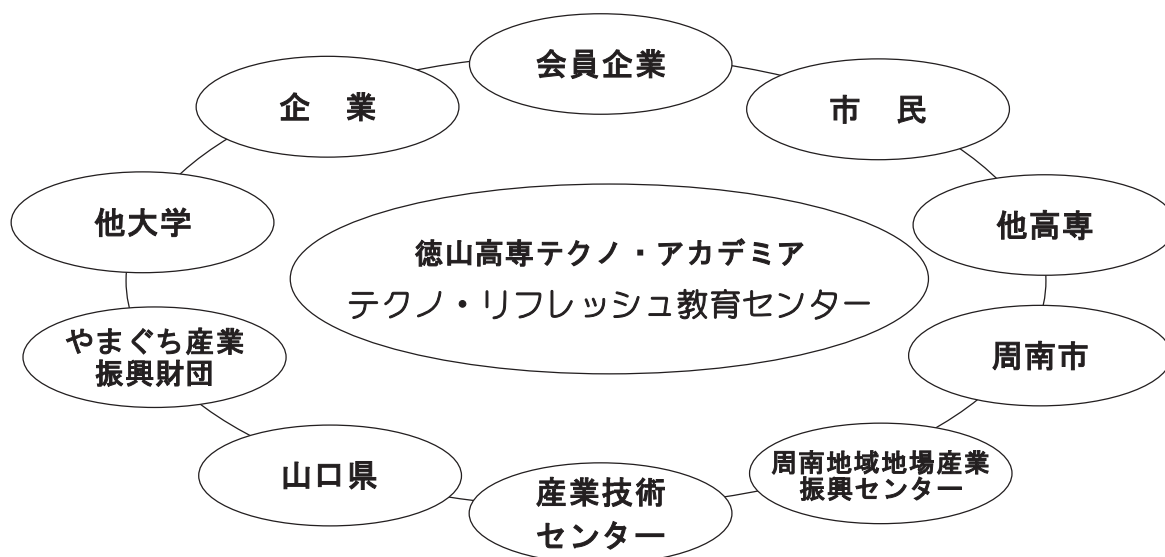 会員企業
企　業
市　民
他大学
他高専
徳山高専テクノ・アカデミア
テクノ・リフレッシュ教育センター
やまぐち産業
振興財団
周南市
山口県
周南地域地場産業
振興センター
産業技術
センター